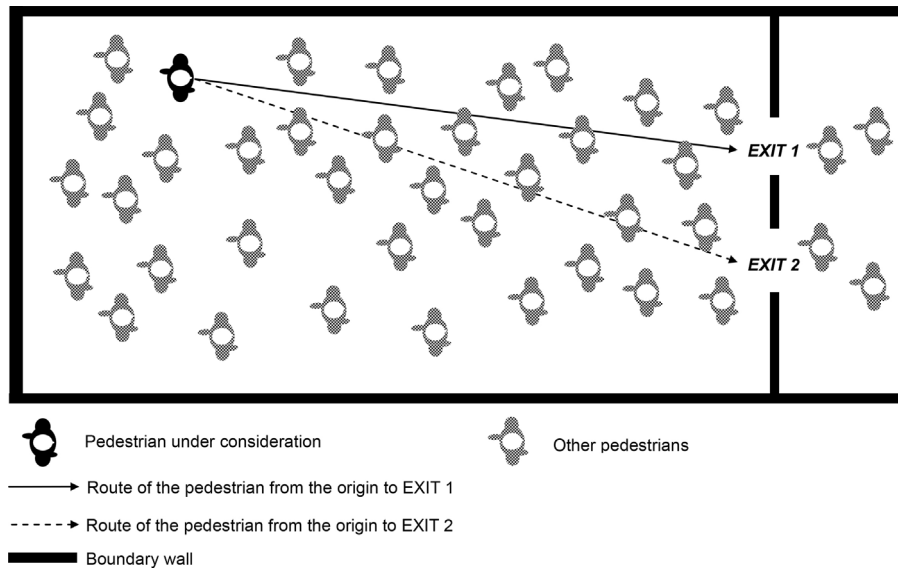 EXIT 1
EXIT 2
Pedestrian under consideration
Other pedestrians
Route of the pedestrian from the origin to EXIT 1
Route of the pedestrian from the origin to EXIT 2
Boundary wall